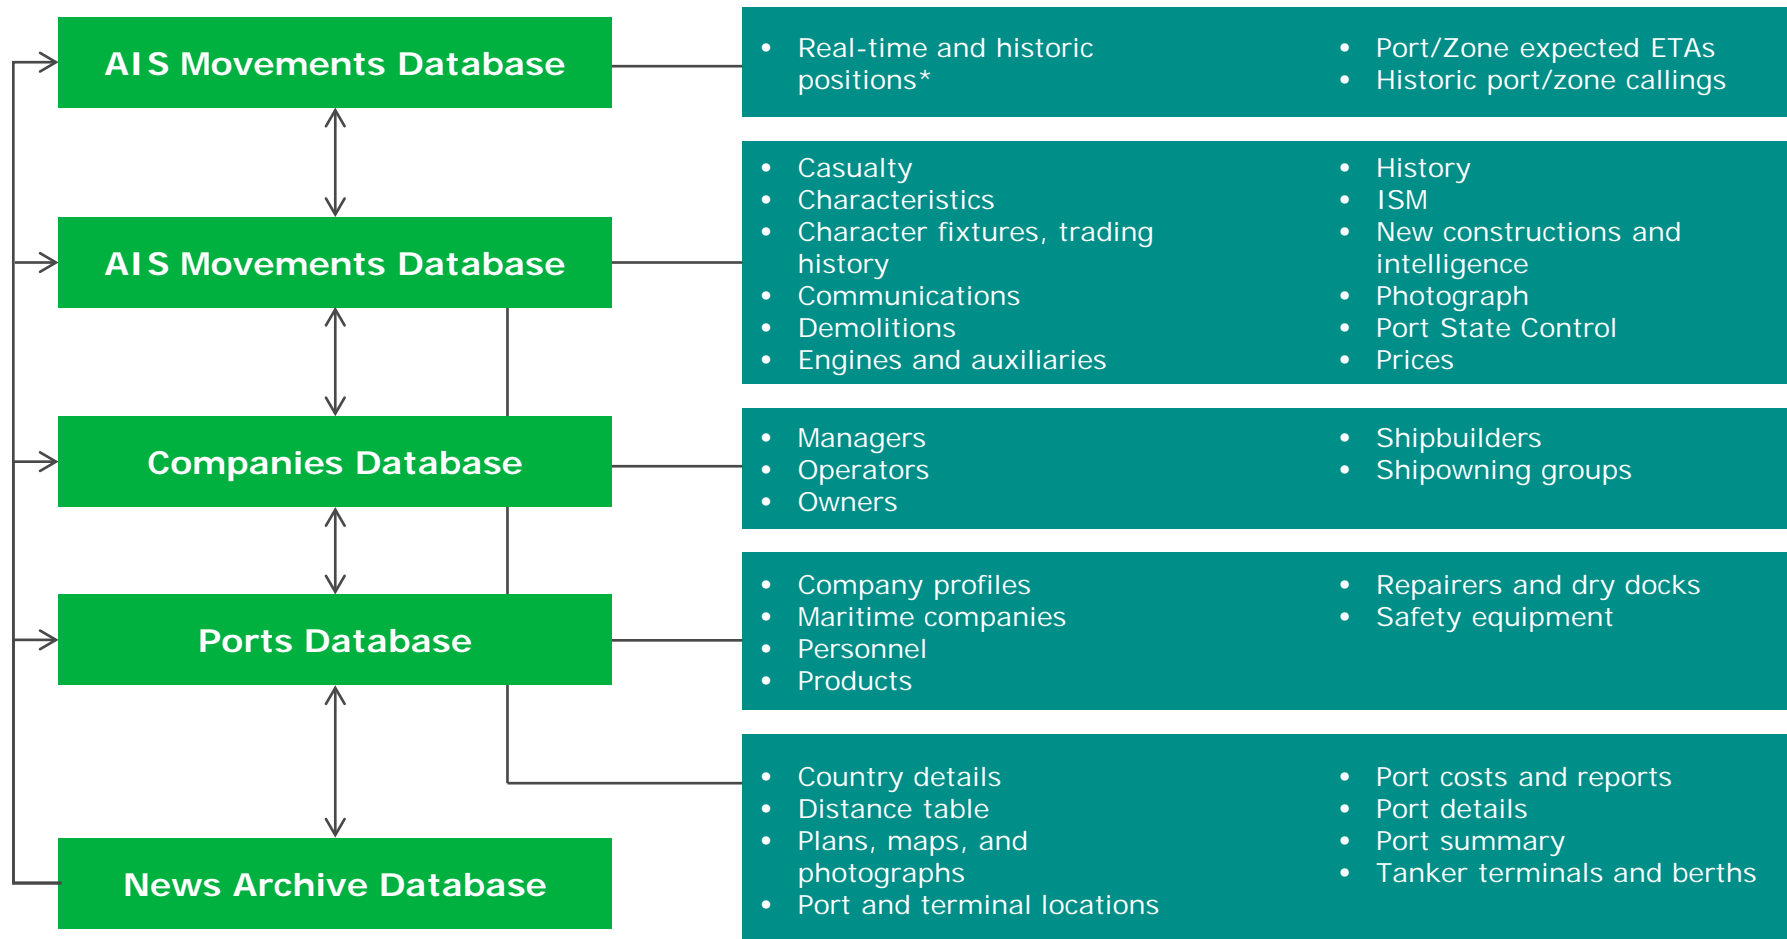 AIS Movements Database
• Real-time and historic
positions*
• Port/Zone expected ETAs
• Historic port/zone callings
AIS Movements Database
• Casualty
• Characteristics
• Character fixtures, trading
history
• Communications
• Demolitions
• Engines and auxiliaries
• History
• ISM
• New constructions and
intelligence
• Photograph
• Port State Control
• Prices
Companies Database
• Managers
• Operators
• Owners
• Shipbuilders
• Shipowning groups
Ports Database
• Company profiles
• Maritime companies
• Personnel
• Products
• Repairers and dry docks
• Safety equipment
News Archive Database
• Country details
• Distance table
• Plans, maps, and
photographs
• Port and terminal locations
• Port costs and reports
• Port details
• Port summary
• Tanker terminals and berths